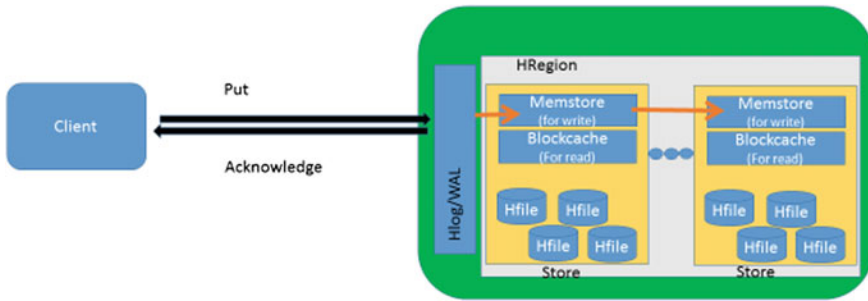 Client
Put
Acknowledge
Hlog/WAL
HRegion
Memstore
(for write)
Blockcache
(For read)
Hfile
Hfile
Hfile
Hfile
Store
Memstore
(for write)
Blockcache
(For read)
Hfile
Hfile
Hfile
Hfile
Store